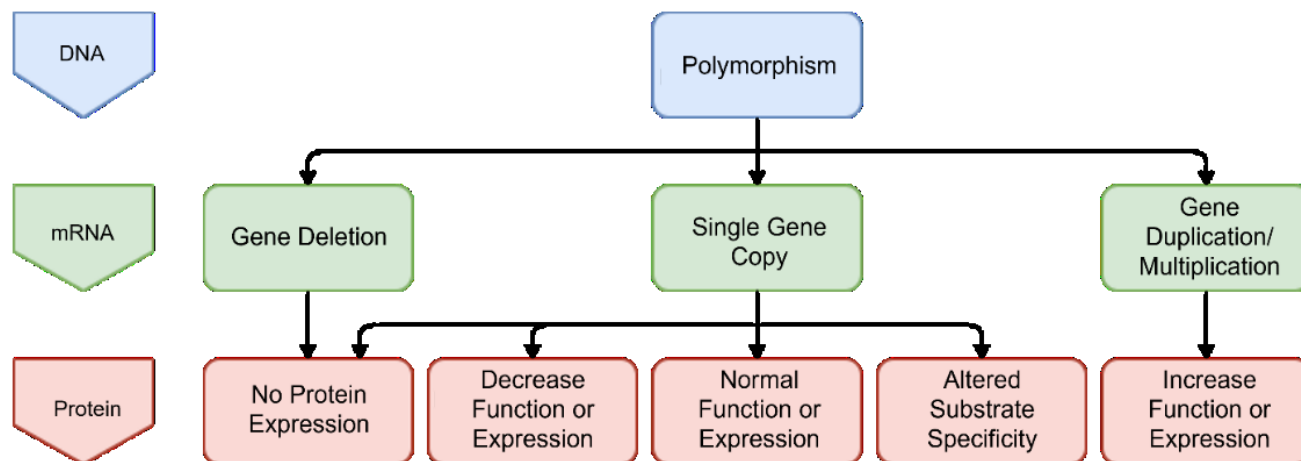 DNA
Polymorphism
mRNA
Gene Deletion
Single Gene
Copy
Gene
Duplication/
Multiplication
Protein
No Protein
Expression
Decrease
Function or
Expression
Normal
Function or
Expression
Altered
Substrate
Specificity
Increase
Function or
Expression